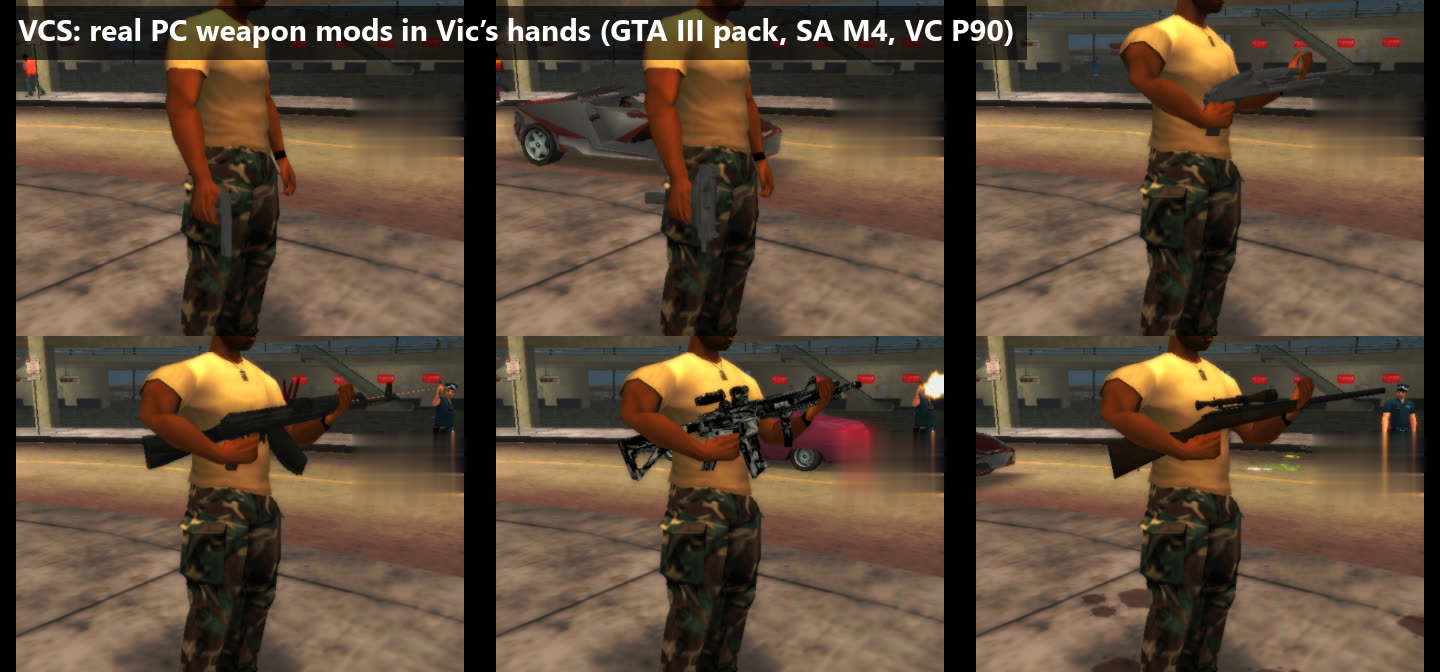 VCS: real PC weapon mods in Vic’s hands (GTA III pack, SA M4, VC P90)